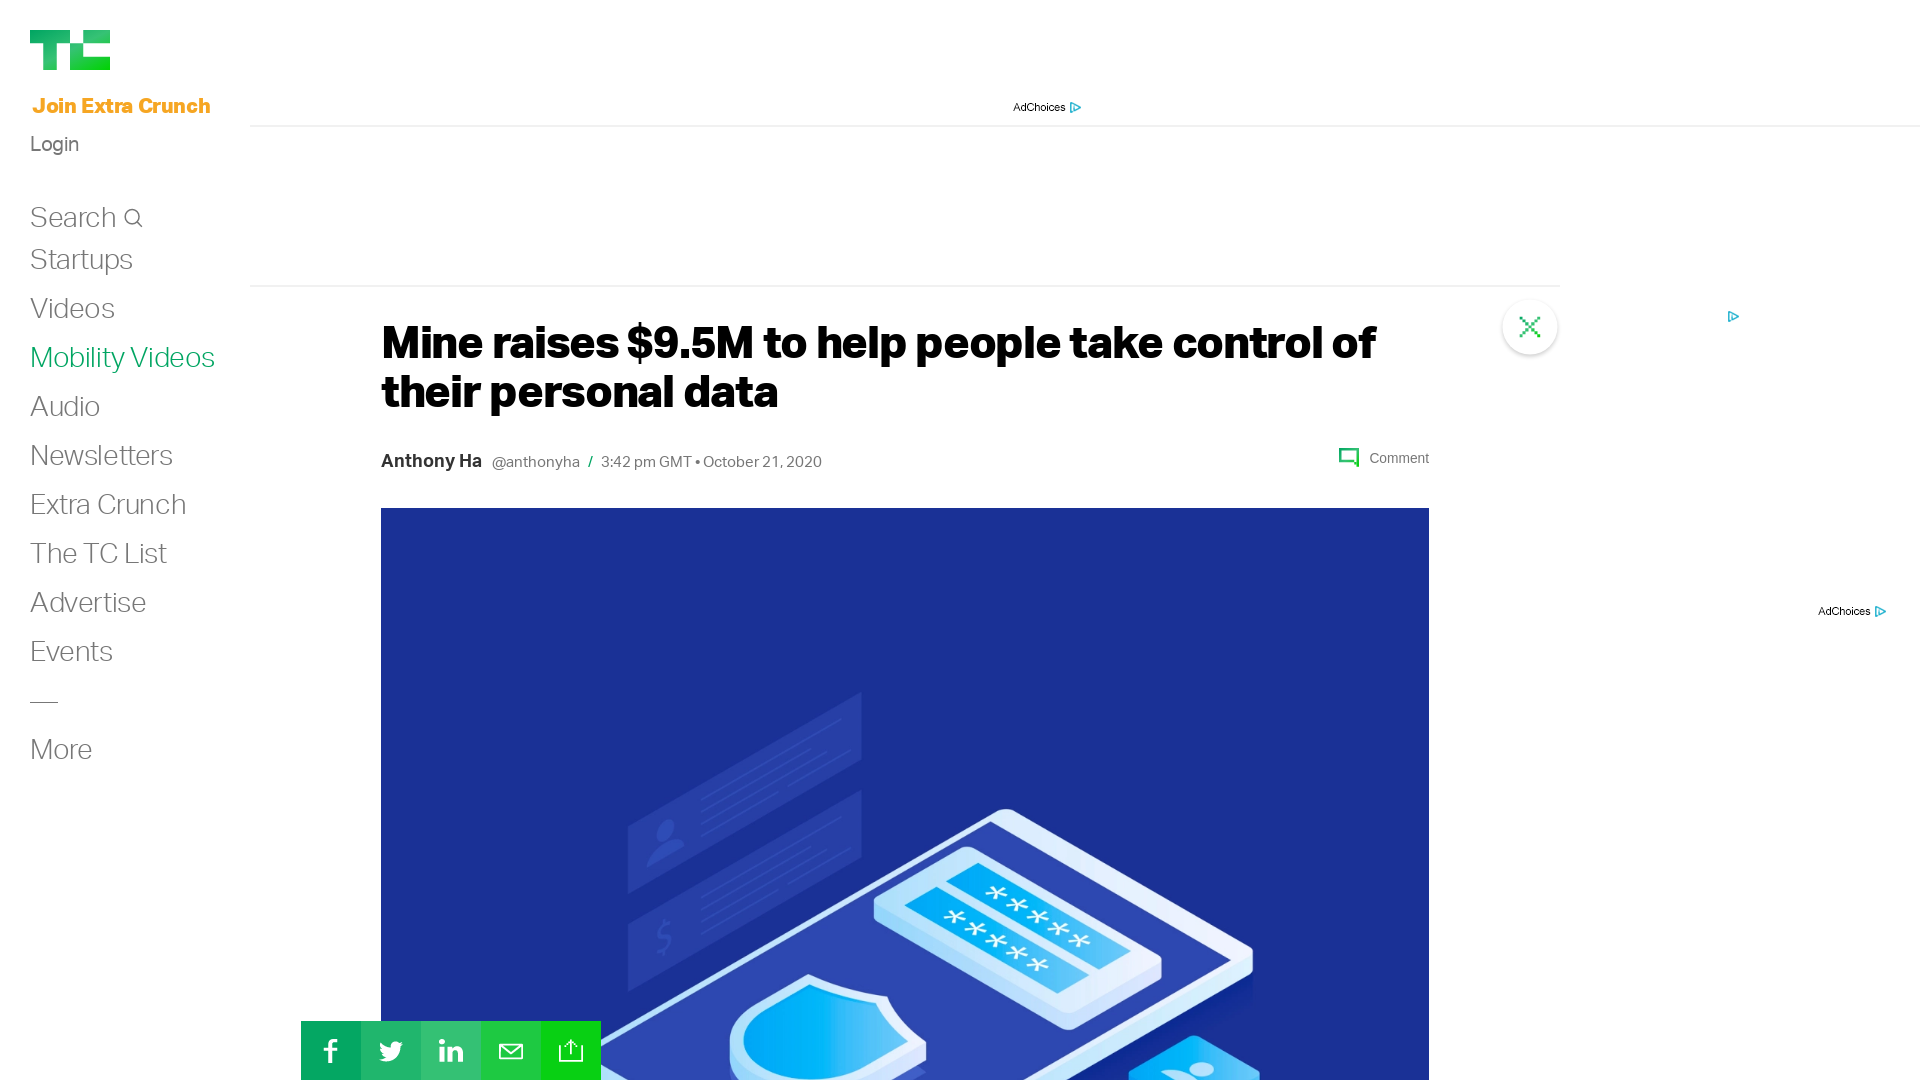 TC
Join Extra Crunch
Login
Search
Startups
Videos
Mobility Videos
Audio
Newsletters
Extra Crunch
The TC List
Advertise
Events
More
AdChoices
Mine raises $9.5M to help people take control of
their personal data
Anthony Ha @anthonyha / 3:42 pm GMT • October 21, 2020
Comment
AdChoices
$
*****
*****